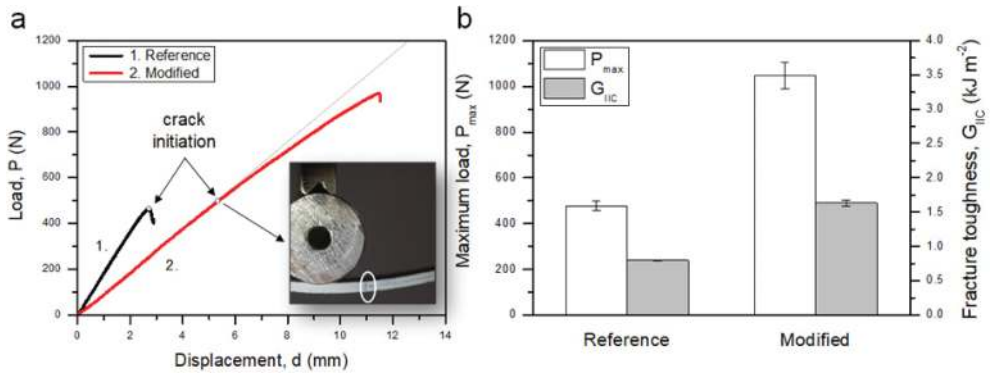 a
1200
1000
800
600
400
200
0
Load, P (N)
1. Reference
2. Modified
crack
initiation
1.
2.
0 2 4 6 8 10 12 14
Displacement, d (mm)
b
1200
1000
800
600
400
200
0
Maximum load, P_max (N)
P_max
G_IIC
4.0
3.5
3.0
2.5
2.0
1.5
1.0
0.5
0.0
Fracture toughness, G_IIC (kJ m⁻²)
Reference Modified